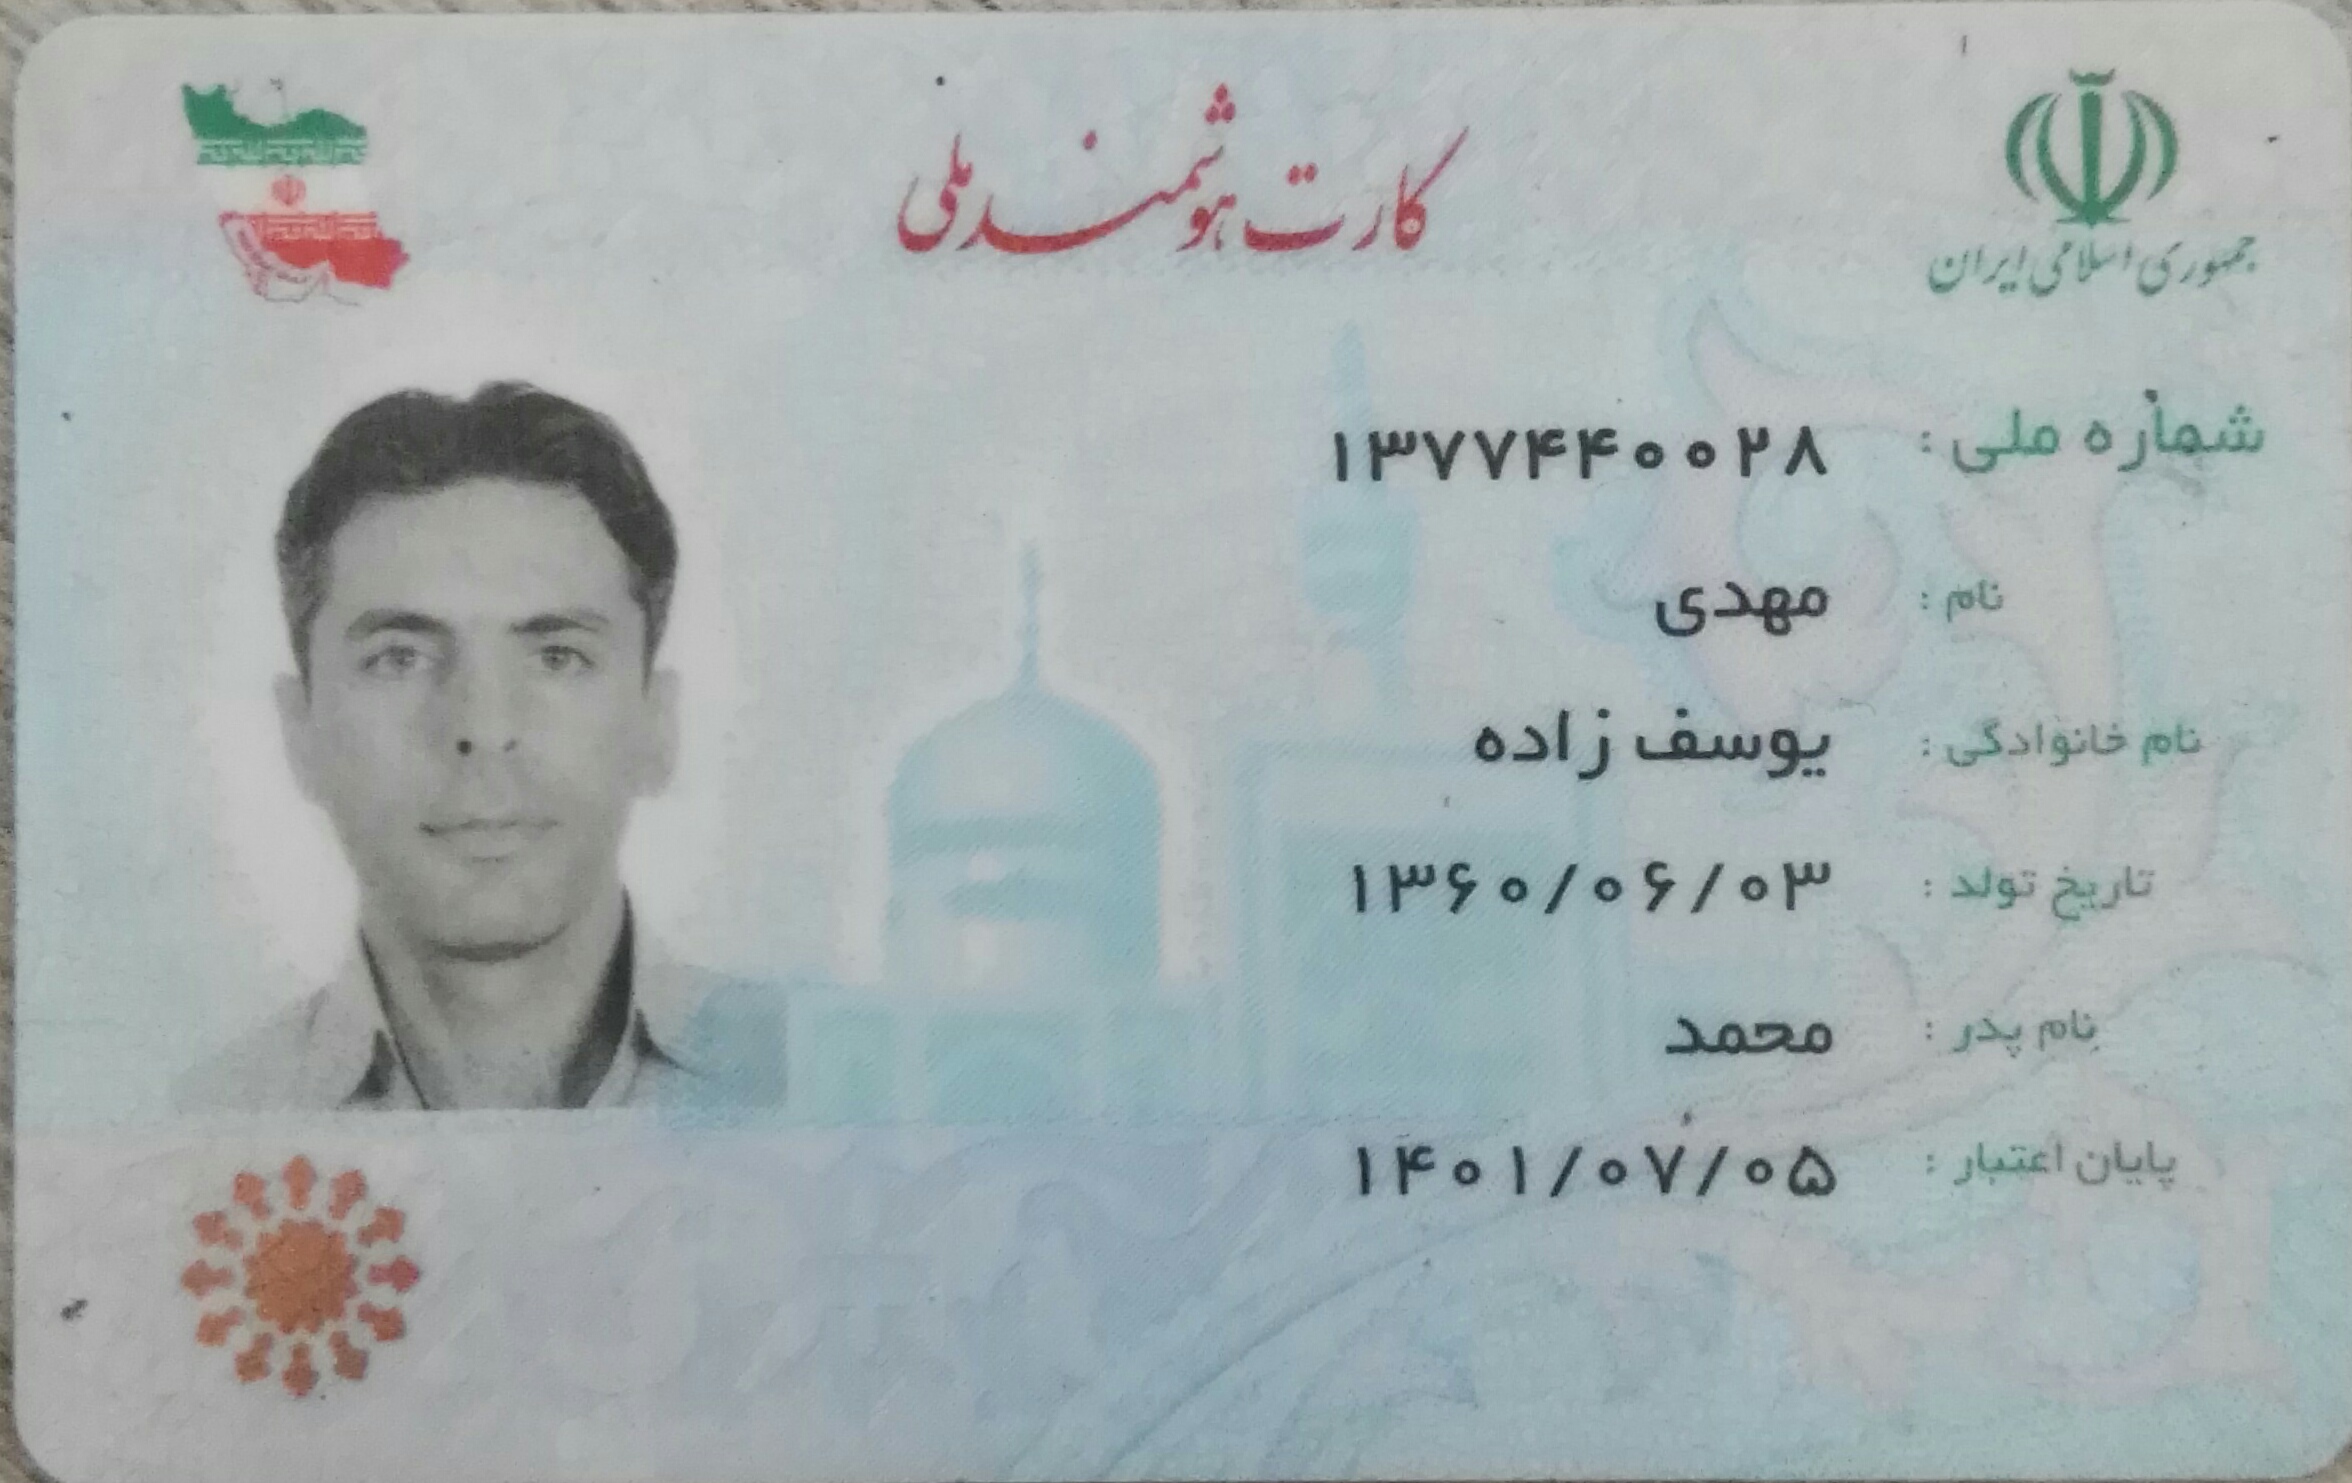 کارت هوشمند ملی
جمهوری اسلامی ایران
شماره ملی : ۱۳۷۷۴۴۰۰۲۸
نام : مهدی
نام خانوادگی : یوسف زاده
تاریخ تولد : ۱۳۶۰/۰۶/۰۳
نام پدر : محمد
پایان اعتبار : ۱۴۰۱/۰۷/۰۵